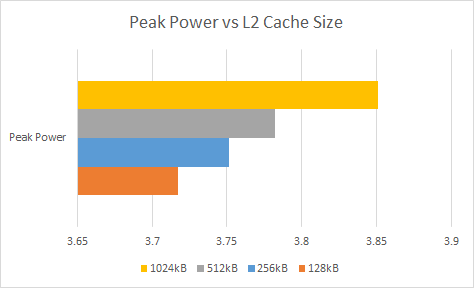 Peak Power vs L2 Cache Size
Peak Power
3.65 3.7 3.75 3.8 3.85 3.9
1024kB 512kB 256kB 128kB